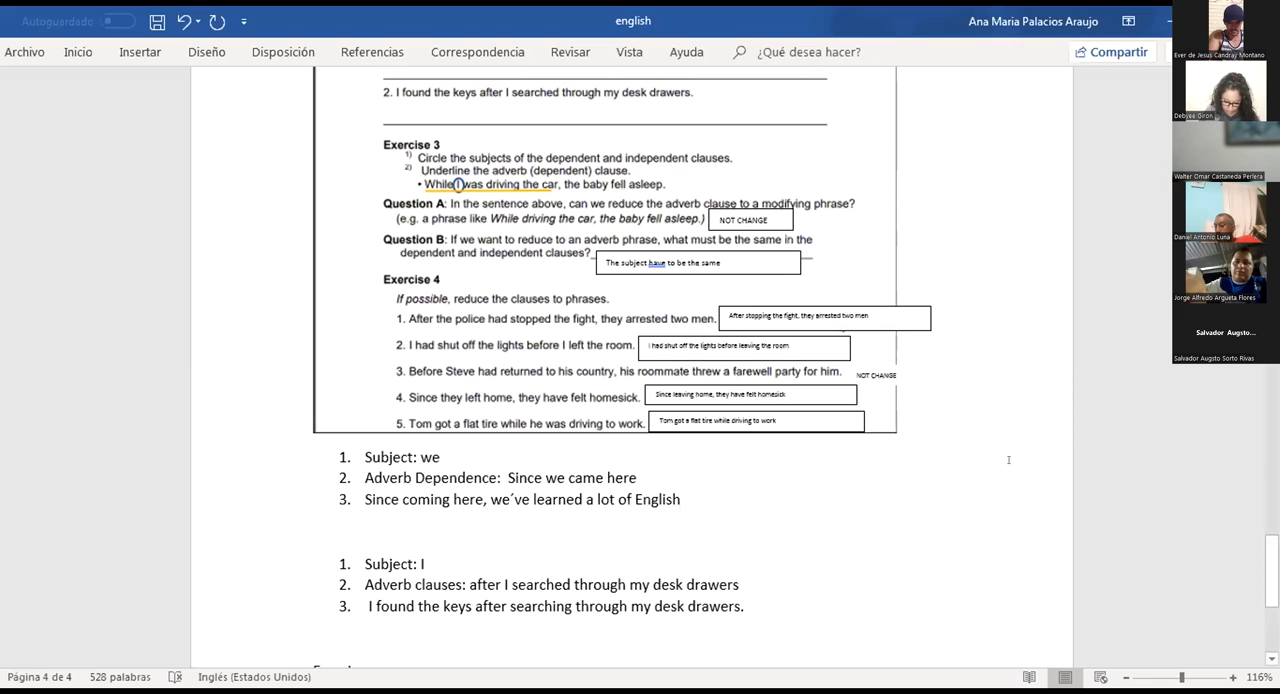 Autoguardado
english
Ana Maria Palacios Araujo
Archivo Inicio Insertar Diseño Disposición Referencias Correspondencia Revisar Vista Ayuda ¿Qué desea hacer? Compartir
2. I found the keys after I searched through my desk drawers.
Exercise 3
1) Circle the subjects of the dependent and independent clauses.
2) Underline the adverb (dependent) clause.
• While I was driving the car, the baby fell asleep.
Question A: In the sentence above, can we reduce the adverb clause to a modifying phrase?
(e.g. a phrase like While driving the car, the baby fell asleep.) NOT CHANGE
Question B: If we want to reduce to an adverb phrase, what must be the same in the
dependent and independent clauses?
The subject have to be the same
Exercise 4
If possible, reduce the clauses to phrases.
1. After the police had stopped the fight, they arrested two men. After stopping the fight, they arrested two men
2. I had shut off the lights before I left the room. I had shut off the lights before leaving the room
3. Before Steve had returned to his country, his roommate threw a farewell party for him. NOT CHANGE
4. Since they left home, they have felt homesick. Since leaving home, they have felt homesick
5. Tom got a flat tire while he was driving to work. Tom got a flat tire while driving to work
1. Subject: we
2. Adverb Dependence: Since we came here
3. Since coming here, we´ve learned a lot of English
1. Subject: I
2. Adverb clauses: after I searched through my desk drawers
3. I found the keys after searching through my desk drawers.
Página 4 de 4 528 palabras Inglés (Estados Unidos) 116%
Ever de Jesus Candray Montano
Debyee Giron
Walter Omar Castaneda Perlera
Daniel Antonio Luna
Jorge Alfredo Argueta Flores
Salvador Augsto...
Salvador Augsto Sorto Rivas